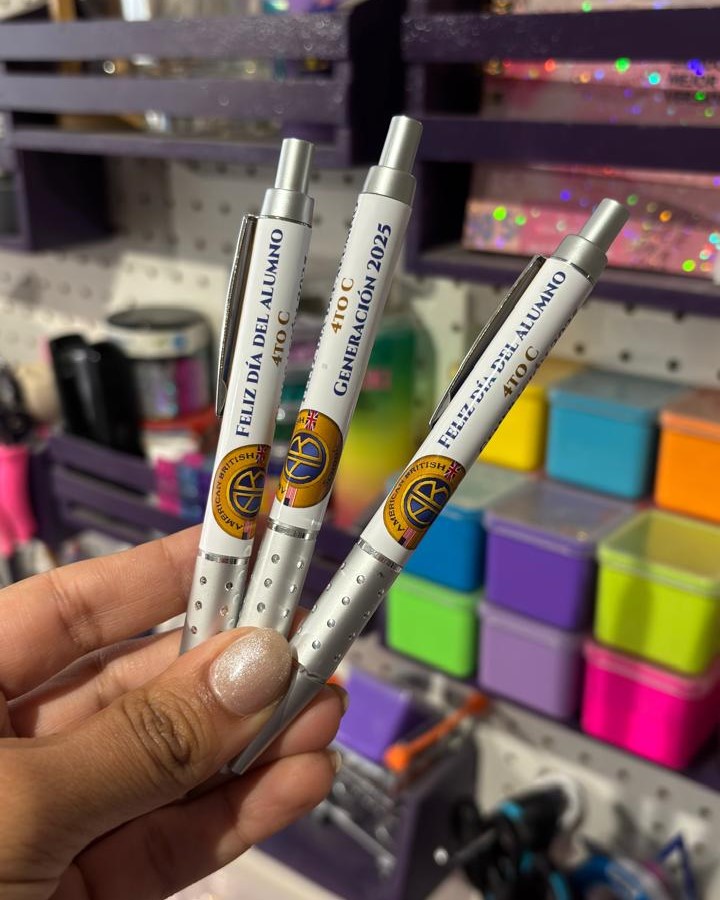 FELIZ DÍA DEL ALUMNO
4TO C
AMERICAN BRITISH
4TO C
GENERACIÓN 2025
FELIZ DÍA DEL ALUMNO
4TO C
AMERICAN BRITISH